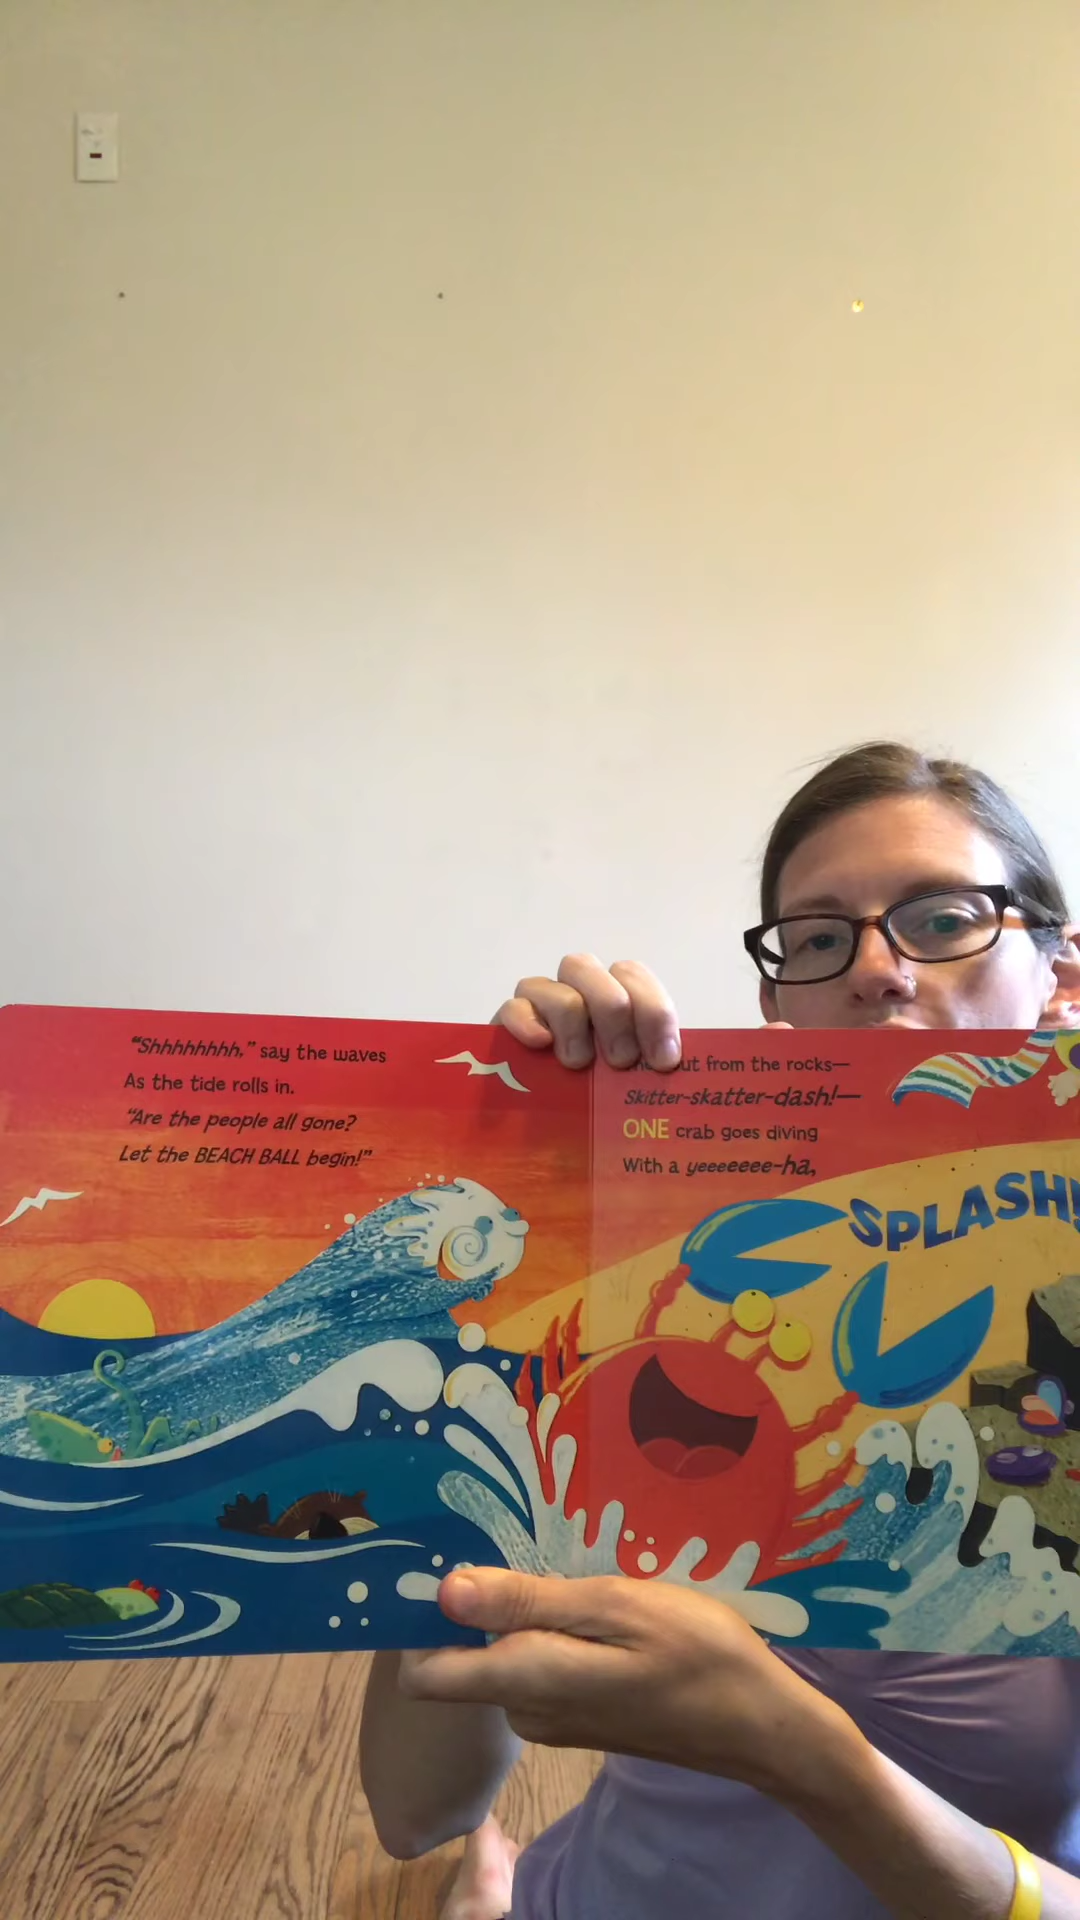 "Shhhhhhhh," say the waves
As the tide rolls in.
"Are the people all gone?
Let the BEACH BALL begin!"
out from the rocks—
Skitter-skatter-dash!—
ONE crab goes diving
With a yeeeeeee-ha,
SPLASH!